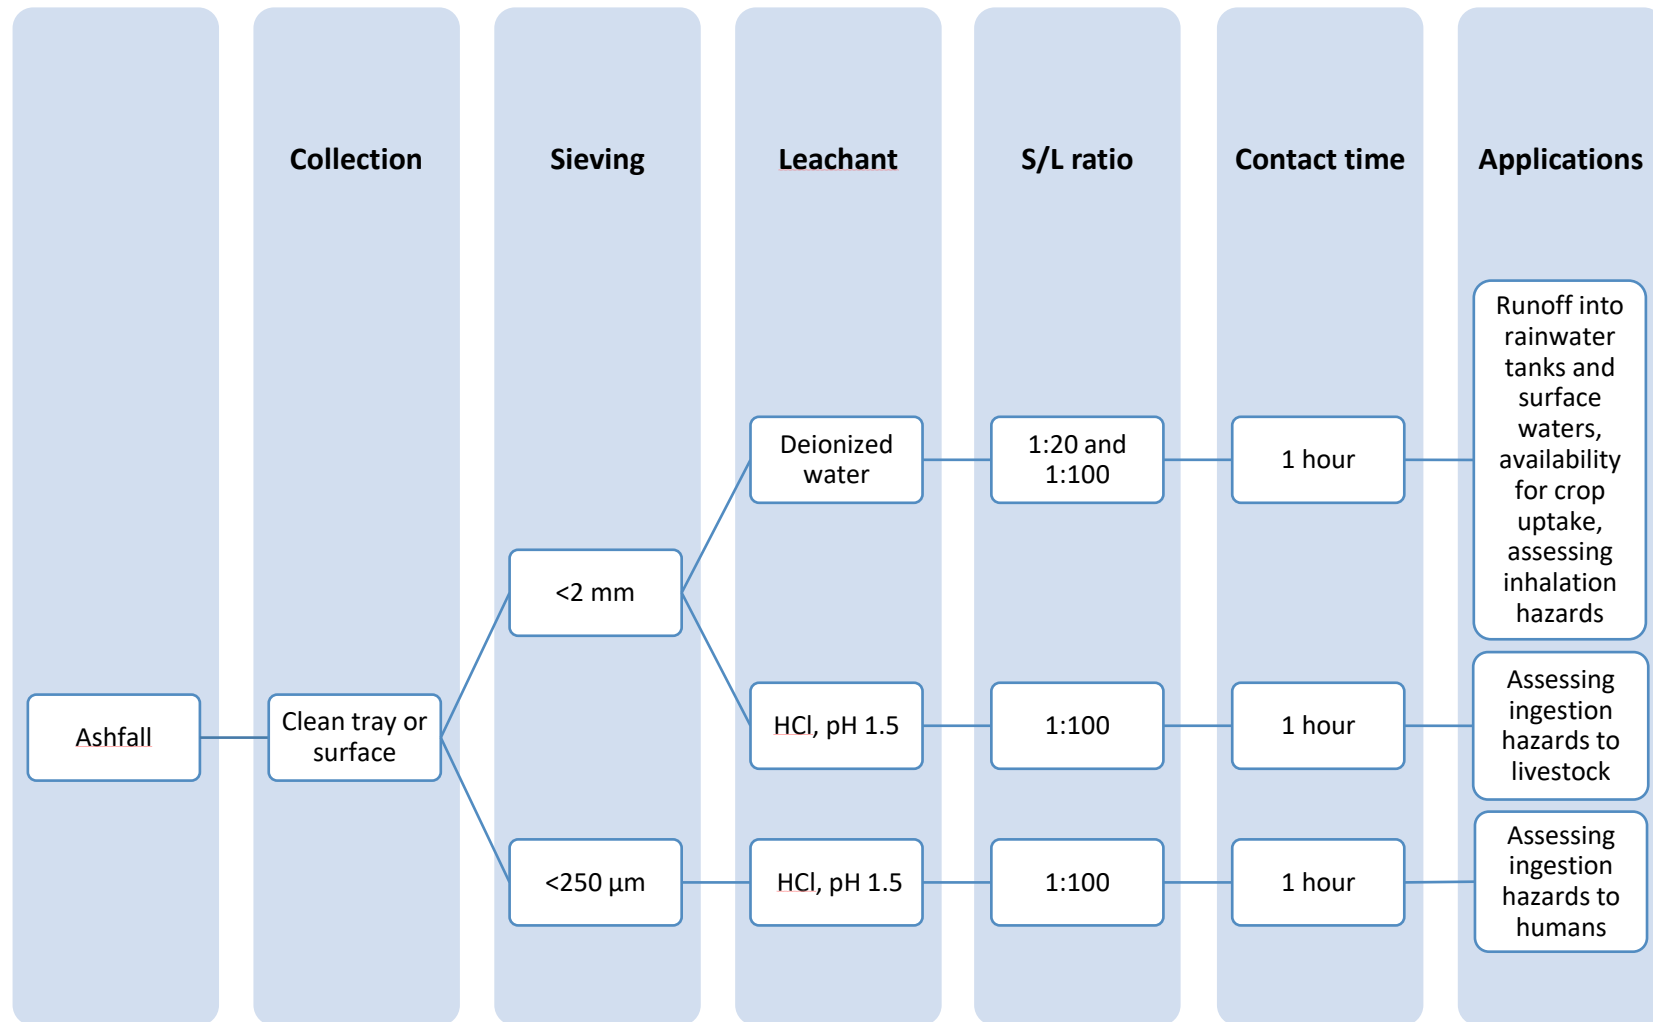 Collection
Sieving
Leachant
S/L ratio
Contact time
Applications
Ashfall
Clean tray or
surface
<2 mm
<250 µm
Deionized
water
1:20 and
1:100
1 hour
Runoff into
rainwater
tanks and
surface
waters,
availability
for crop
uptake,
assessing
inhalation
hazards
HCl, pH 1.5
1:100
1 hour
Assessing
ingestion
hazards to
livestock
HCl, pH 1.5
1:100
1 hour
Assessing
ingestion
hazards to
humans